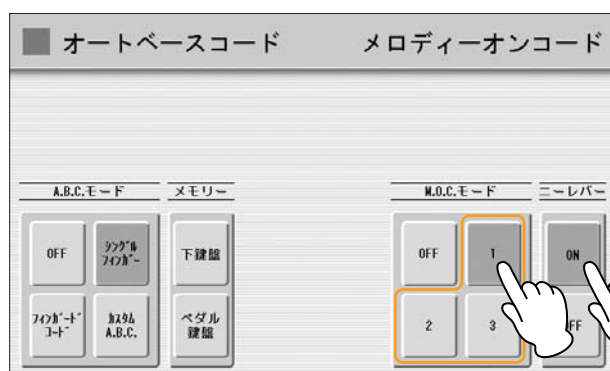 オートベースコード
メロディーオンコード
A.B.C.モード
メモリー
M.O.C.モード
ニーレバー
OFF
シングル
フィンガー
下鍵盤
OFF
1
ON
フィンガード
コード
カスタム
A.B.C.
ペダル
鍵盤
2
3
FF